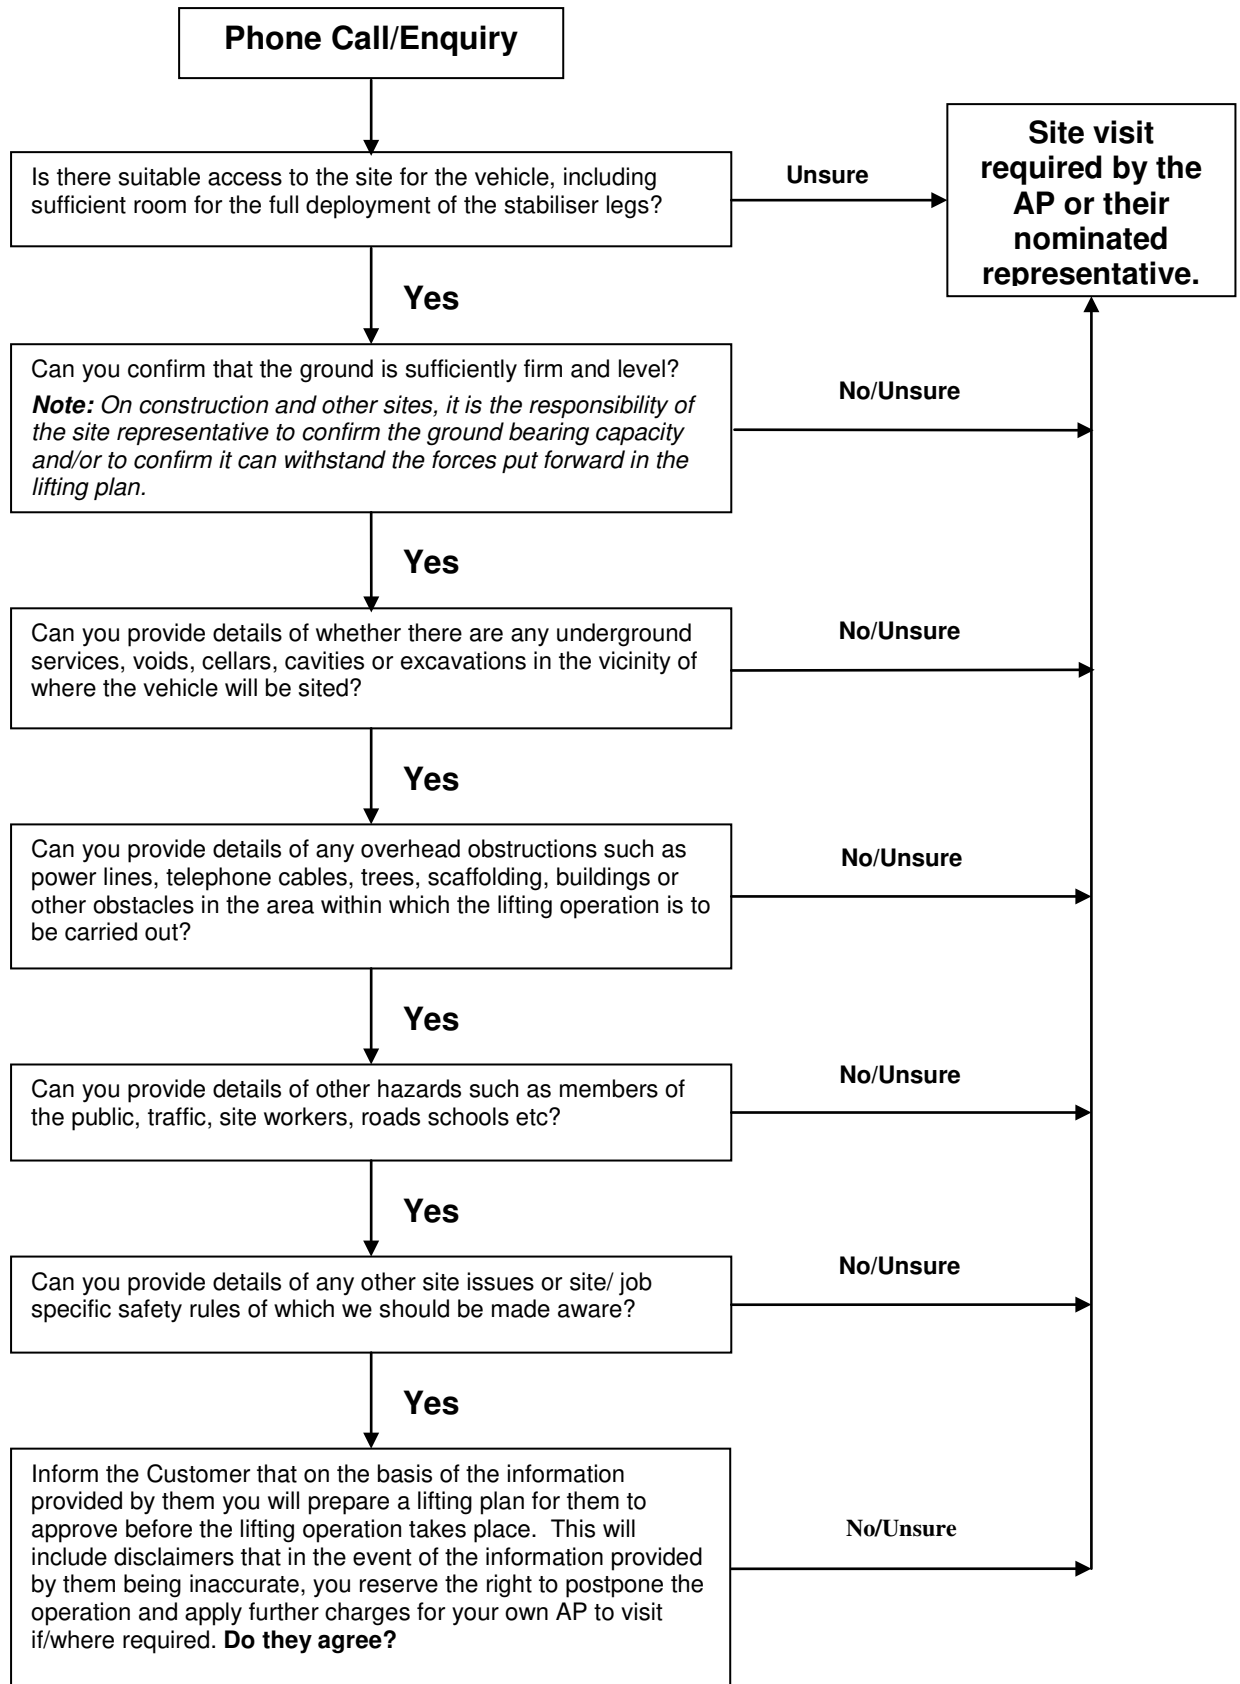 Phone Call/Enquiry
Site visit
required by the
AP or their
nominated
representative.
Is there suitable access to the site for the vehicle, including
sufficient room for the full deployment of the stabiliser legs?
Unsure
Yes
Can you confirm that the ground is sufficiently firm and level?
Note: On construction and other sites, it is the responsibility of
the site representative to confirm the ground bearing capacity
and/or to confirm it can withstand the forces put forward in the
lifting plan.
No/Unsure
Yes
Can you provide details of whether there are any underground
services, voids, cellars, cavities or excavations in the vicinity of
where the vehicle will be sited?
No/Unsure
Yes
Can you provide details of any overhead obstructions such as
power lines, telephone cables, trees, scaffolding, buildings or
other obstacles in the area within which the lifting operation is to
be carried out?
No/Unsure
Yes
Can you provide details of other hazards such as members of
the public, traffic, site workers, roads schools etc?
No/Unsure
Yes
Can you provide details of any other site issues or site/ job
specific safety rules of which we should be made aware?
No/Unsure
Yes
Inform the Customer that on the basis of the information
provided by them you will prepare a lifting plan for them to
approve before the lifting operation takes place.  This will
include disclaimers that in the event of the information provided
by them being inaccurate, you reserve the right to postpone the
operation and apply further charges for your own AP to visit
if/where required. Do they agree?
No/Unsure